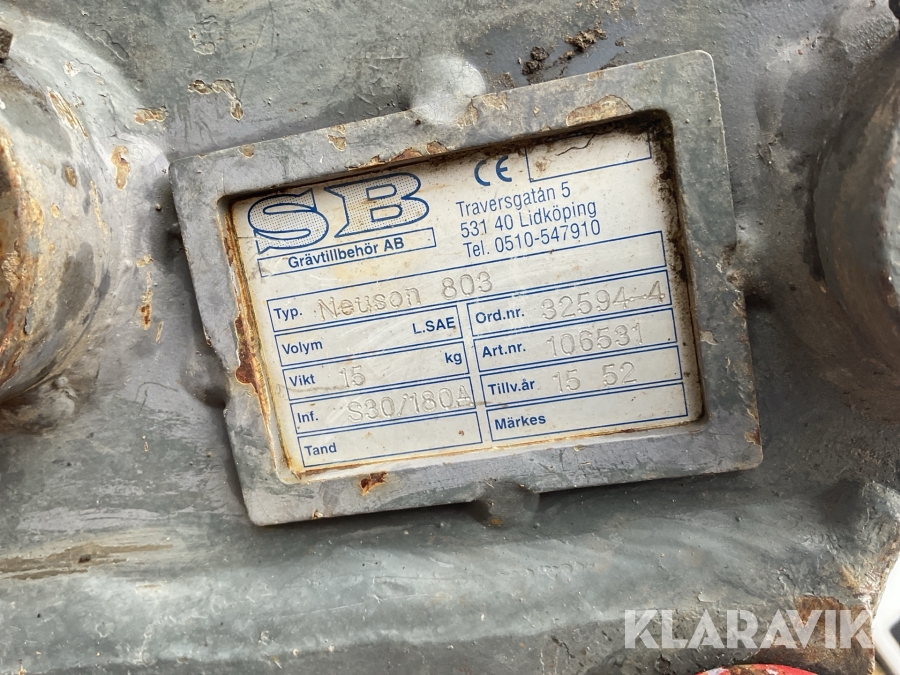 SB
Grävtillbehör AB
CE
Traversgatan 5
531 40 Lidköping
Tel. 0510-547910
Typ. Neuson 803
Volym L.SAE
Ord.nr. 32594-4
Vikt 15 kg
Art.nr. 106531
Inf. S30/180A
Tillv.år 15 52
Tand
Märkes
KLARAVIK